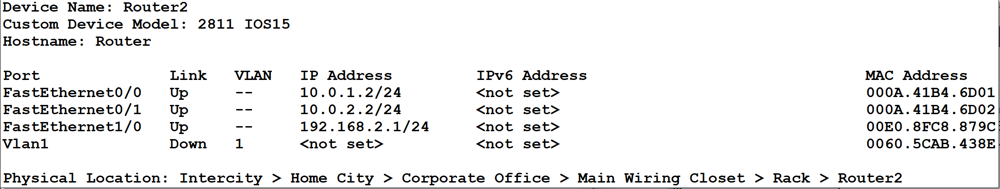 Device Name: Router2
Custom Device Model: 2811 IOS15
Hostname: Router
Port Link VLAN IP Address IPv6 Address MAC Address
FastEthernet0/0 Up -- 10.0.1.2/24 <not set> 000A.41B4.6D01
FastEthernet0/1 Up -- 10.0.2.2/24 <not set> 000A.41B4.6D02
FastEthernet1/0 Up -- 192.168.2.1/24 <not set> 00E0.8FC8.879C
Vlan1 Down 1 <not set> <not set> 0060.5CAB.438E
Physical Location: Intercity > Home City > Corporate Office > Main Wiring Closet > Rack > Router2